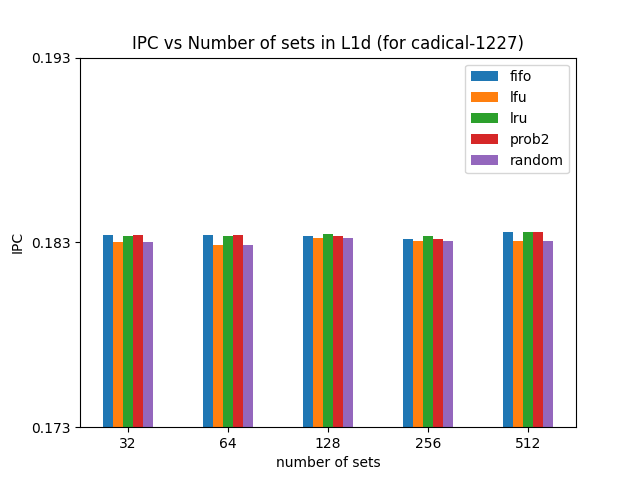 IPC vs Number of sets in L1d (for cadical-1227)
0.193
0.183
0.173
IPC
fifo
lfu
lru
prob2
random
32 64 128 256 512
number of sets